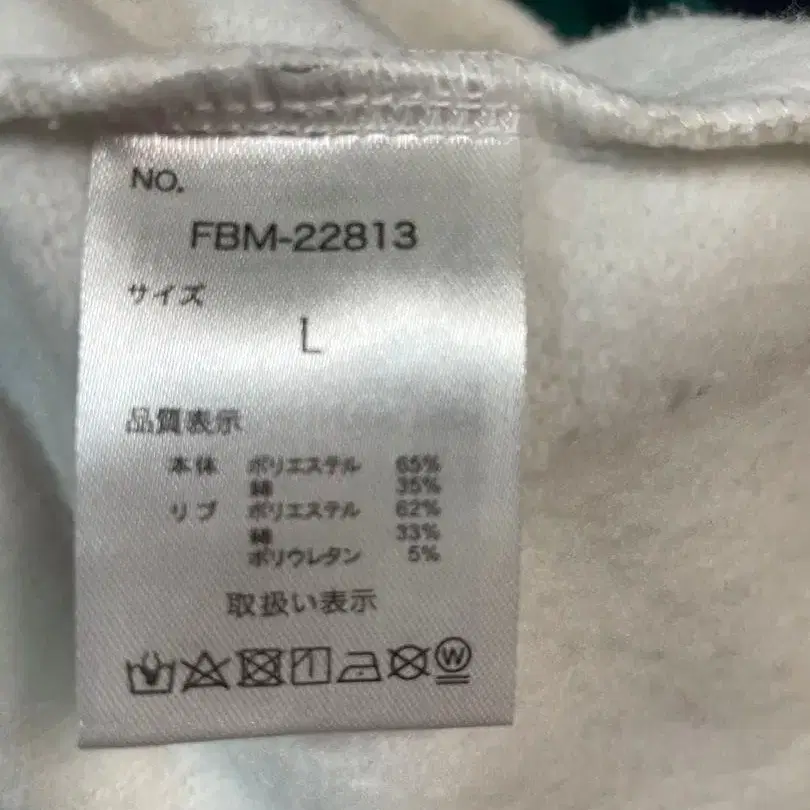 NO.
FBM-22813
サイズ
L
品質表示
本体 ポリエステル 65%
綿 35%
リブ ポリエステル 62%
綿 33%
ポリウレタン 5%
取扱い表示
W